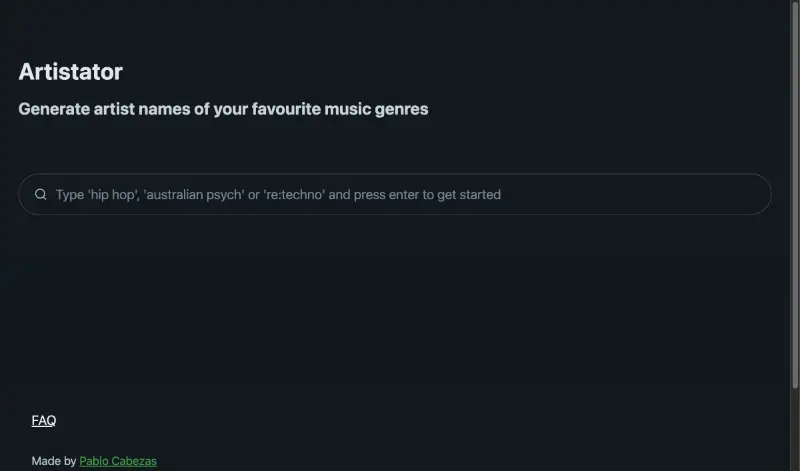 Artistator
Generate artist names of your favourite music genres
Type 'hip hop', 'australian psych' or 're:techno' and press enter to get started
FAQ
Made by Pablo Cabezas